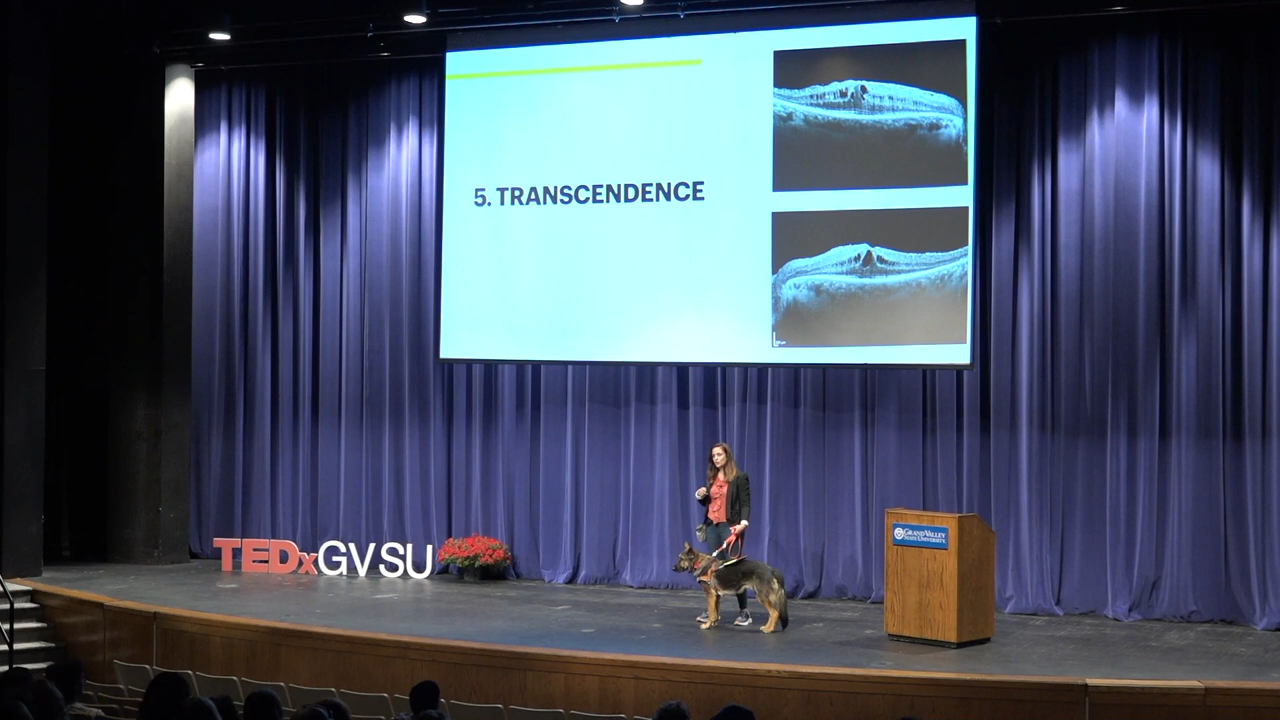 5. TRANSCENDENCE
TEDxGVSU
GRAND VALLEY
STATE UNIVERSITY